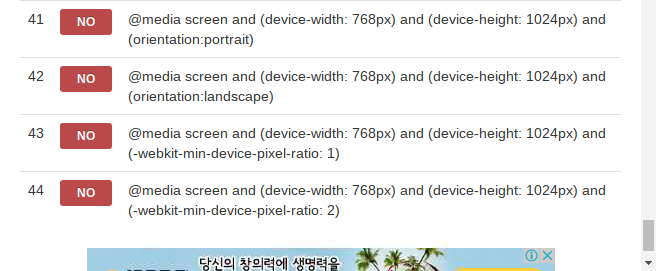 41 NO @media screen and (device-width: 768px) and (device-height: 1024px) and
(orientation:portrait)
42 NO @media screen and (device-width: 768px) and (device-height: 1024px) and
(orientation:landscape)
43 NO @media screen and (device-width: 768px) and (device-height: 1024px) and
(-webkit-min-device-pixel-ratio: 1)
44 NO @media screen and (device-width: 768px) and (device-height: 1024px) and
(-webkit-min-device-pixel-ratio: 2)
당신의 창의력에 생명력을